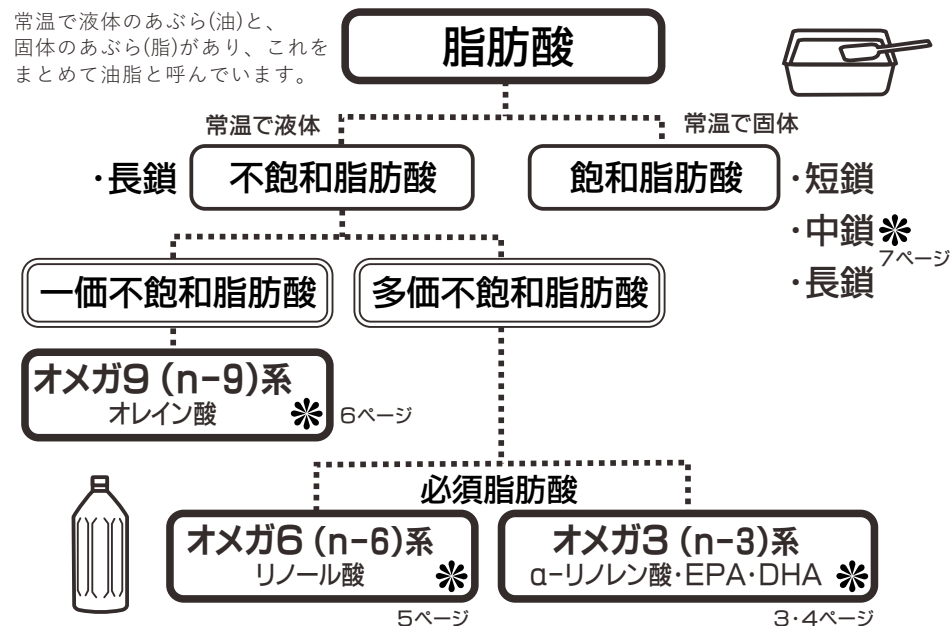 常温で液体のあぶら(油)と、
固体のあぶら(脂)があり、これを
まとめて油脂と呼んでいます。
脂肪酸
常温で液体
常温で固体
・長鎖
不飽和脂肪酸
飽和脂肪酸
・短鎖
・中鎖❋
7ページ
・長鎖
一価不飽和脂肪酸
多価不飽和脂肪酸
オメガ9 (n-9)系
オレイン酸 ❋
6ページ
必須脂肪酸
オメガ6 (n-6)系
リノール酸 ❋
5ページ
オメガ3 (n-3)系
α-リノレン酸・EPA・DHA ❋
3・4ページ